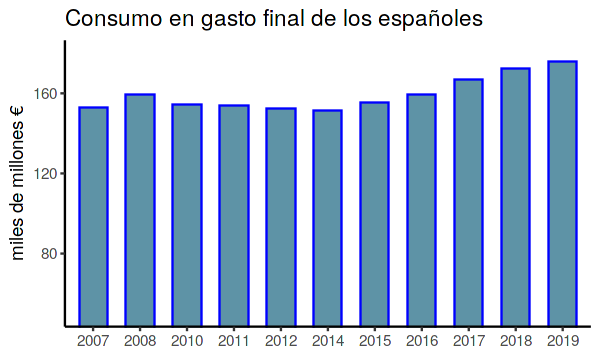 Consumo en gasto final de los españoles
miles de millones €
160
120
80
2007 2008 2010 2011 2012 2014 2015 2016 2017 2018 2019